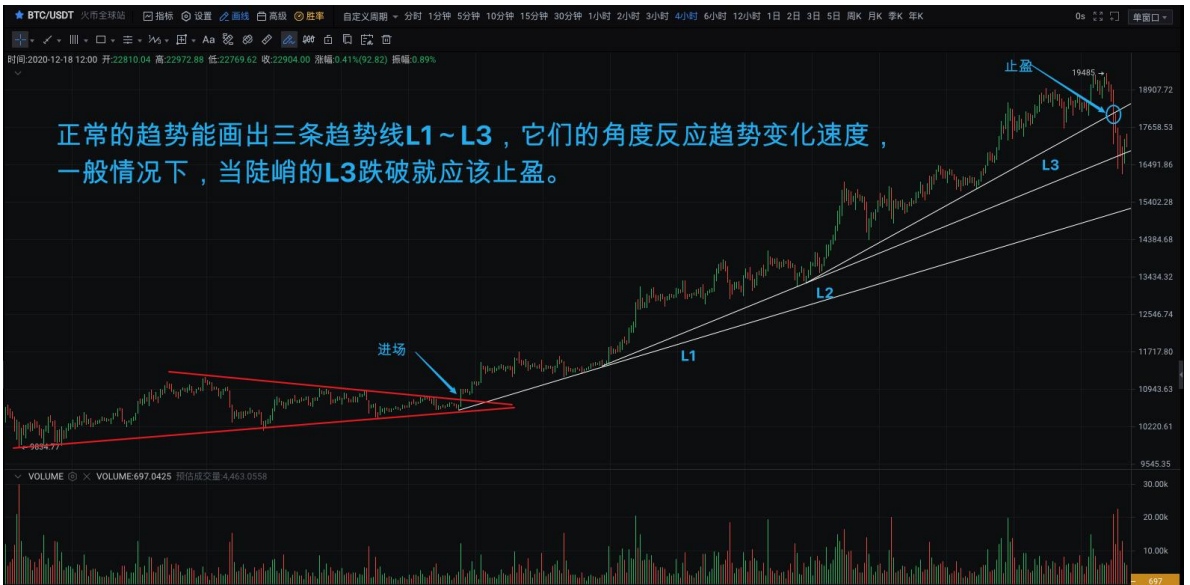 BTC/USDT 火币全球站 指标 设置 画线 高级 胜率 自定义周期 分时 1分钟 5分钟 10分钟 15分钟 30分钟 1小时 2小时 3小时 4小时 6小时 12小时 1日 2日 3日 5日 周K 月K 季K 年K 0s 单窗口
Aa
时间:2020-12-18 12:00 开:22810.04 高:22972.88 低:22769.62 收:22904.00 涨幅:0.41%(92.82) 振幅:0.89%
止盈
19485
18907.72
正常的趋势能画出三条趋势线L1~L3，它们的角度反应趋势变化速度，
17658.53
一般情况下，当陡峭的L3跌破就应该止盈。
L3
16491.86
15402.28
14384.68
13434.32
L2
12546.74
进场
L1
11717.80
10943.63
10220.61
9834.77
9545.35
VOLUME VOLUME:697.0425 预估成交量:4,463.0558
30.00k
20.00k
10.00k
697